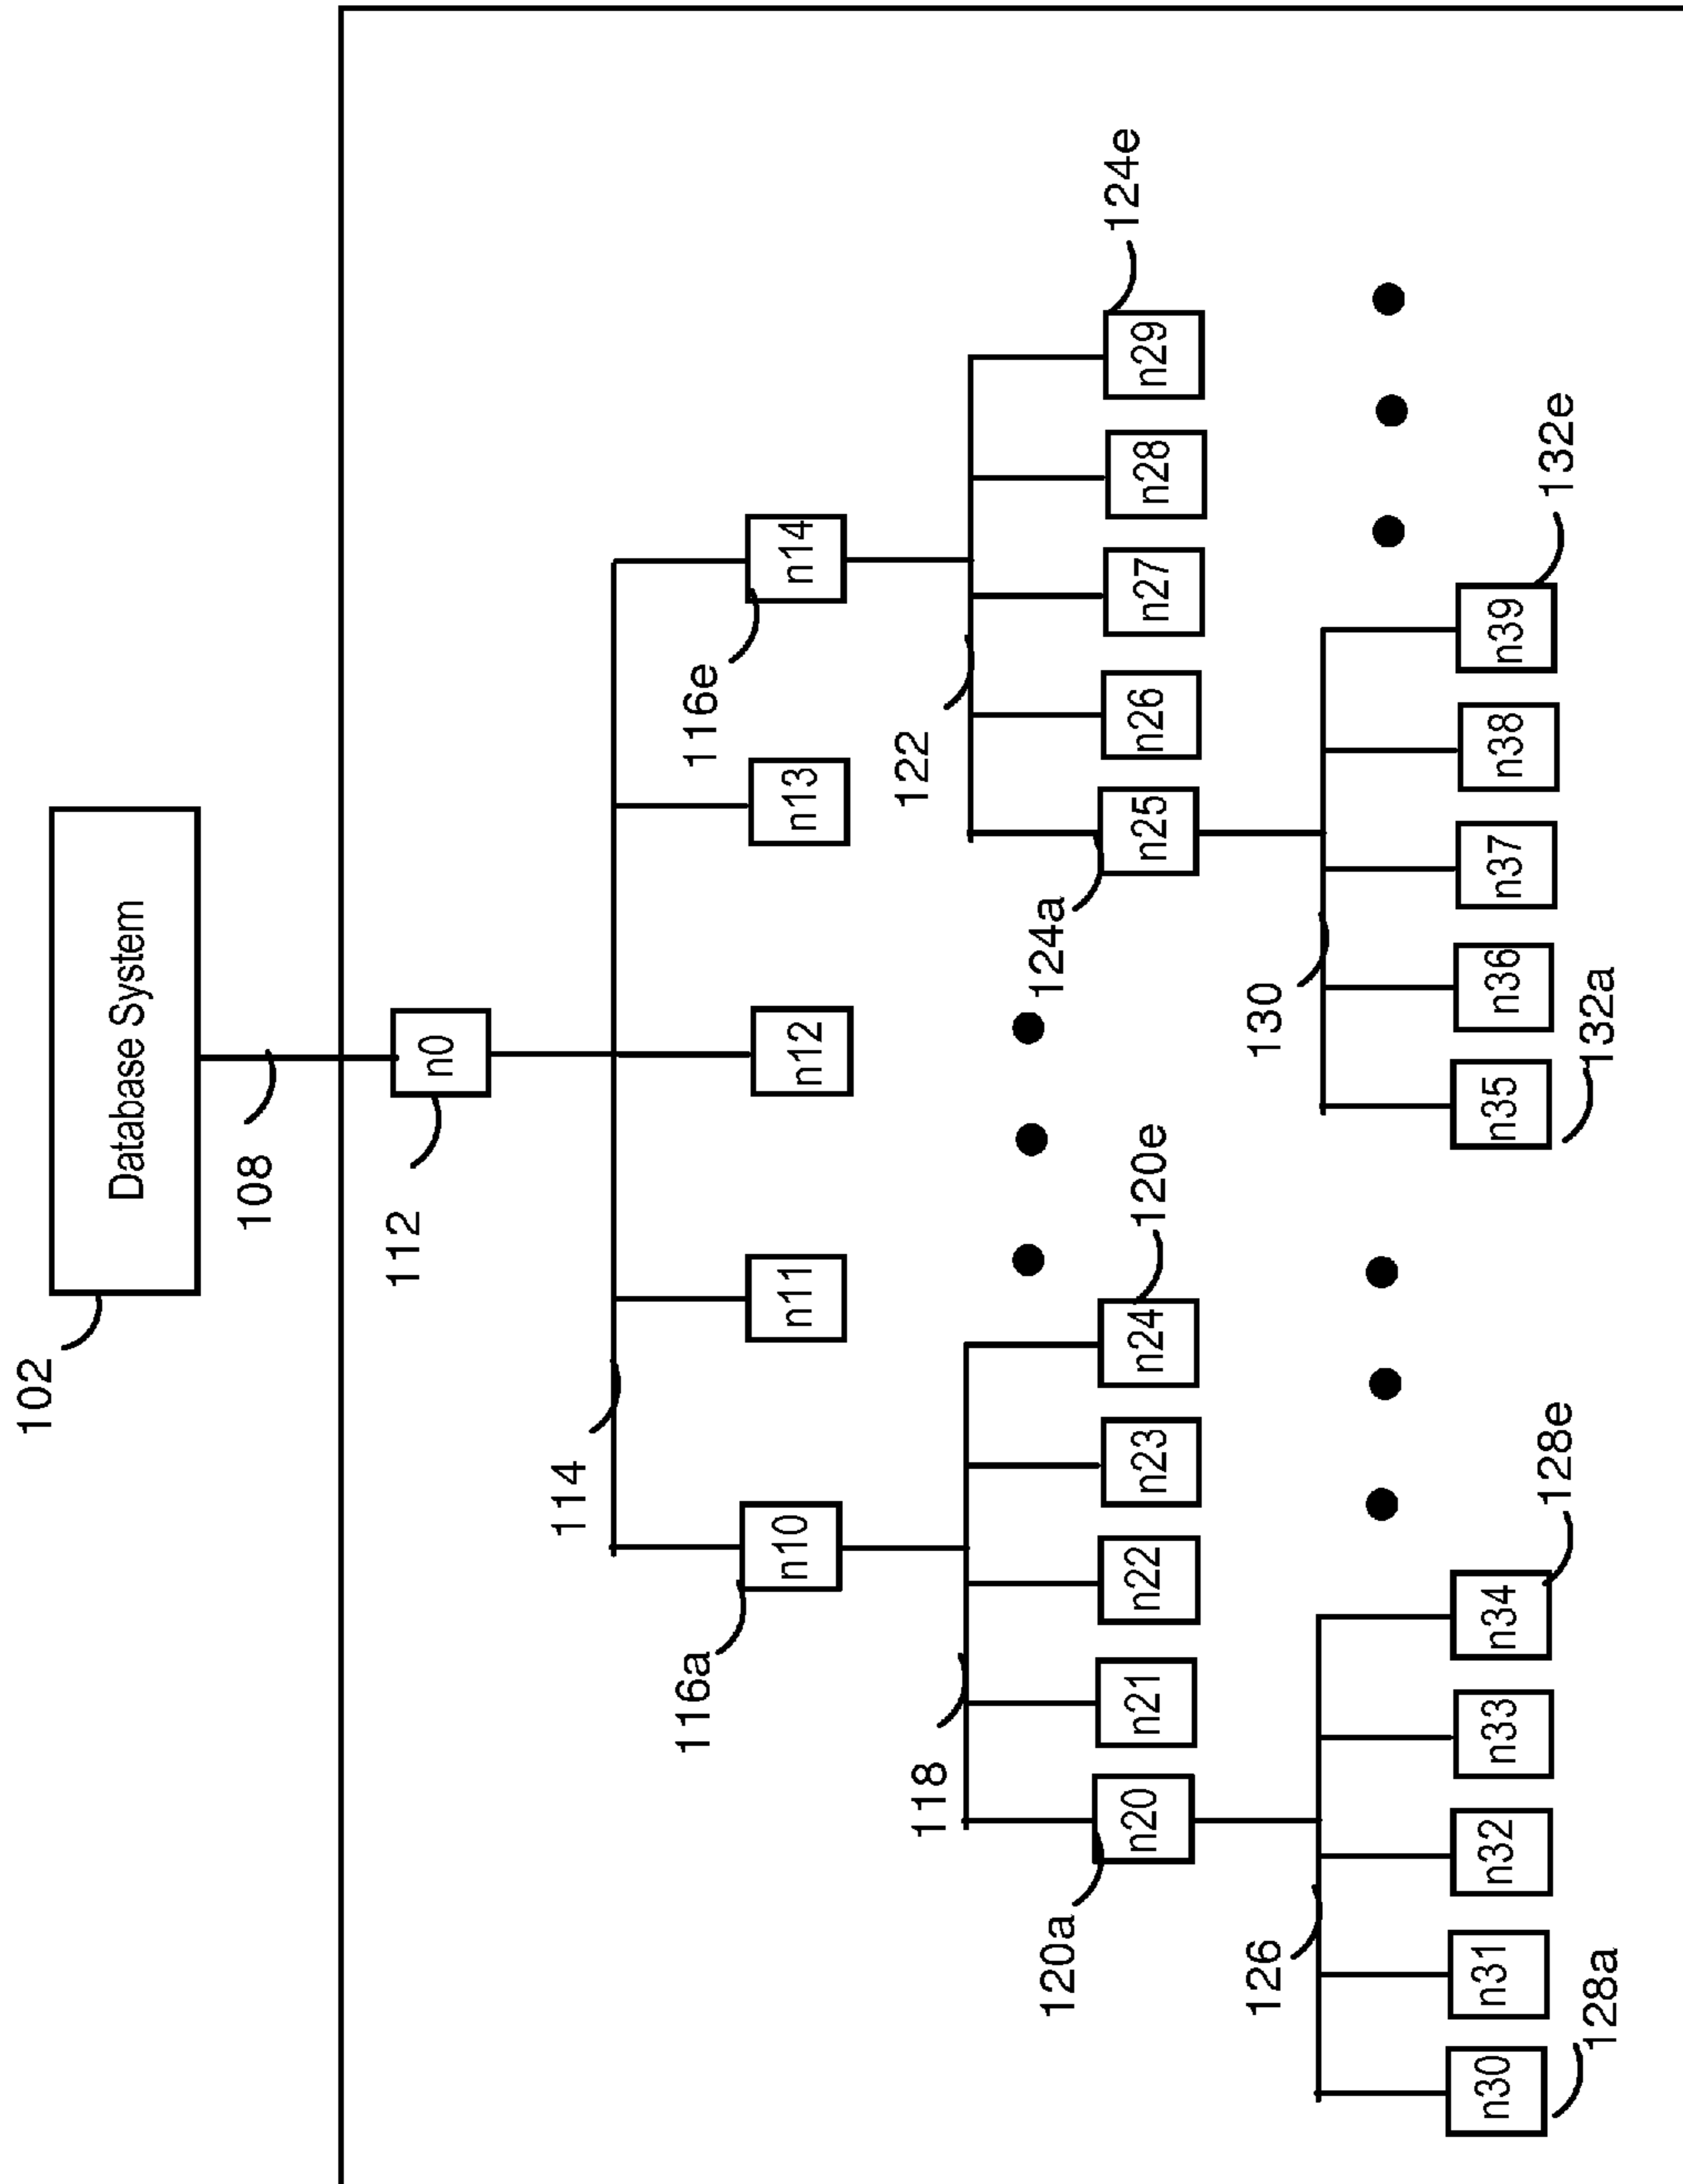 102
Database System
108
112
n0
114
116a
n10
n11
n12
n13
116e
n14
118
122
120a
n20
n21
n22
n23
n24
120e
124a
n25
n26
n27
n28
n29
124e
126
130
n30
n31
n32
n33
n34
n35
n36
n37
n38
n39
128a
128e
132a
132e